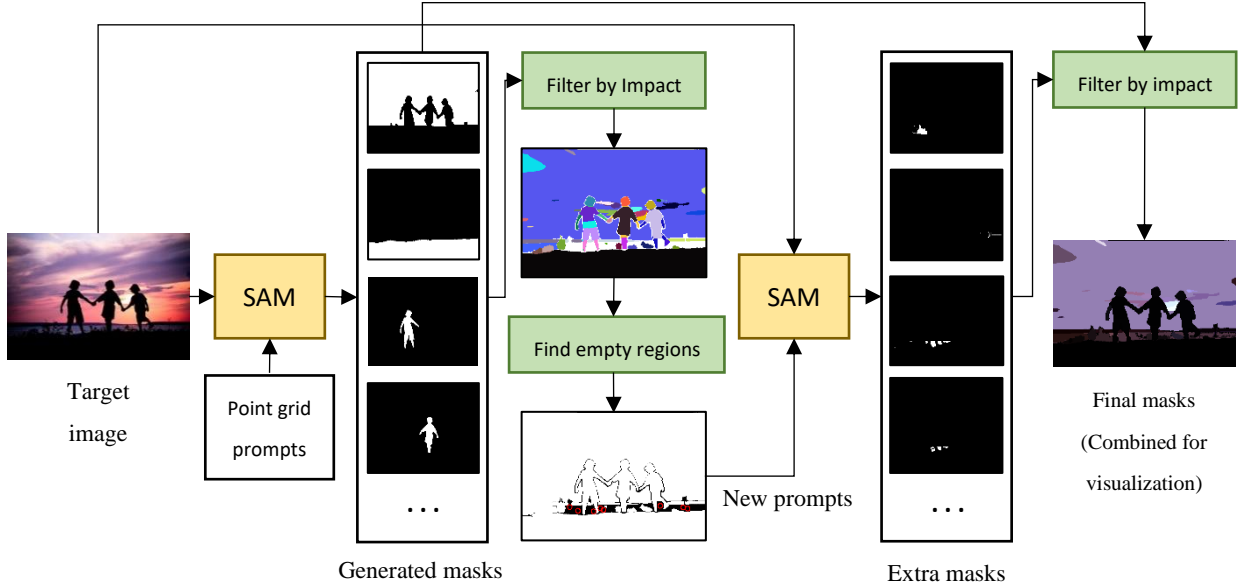 Filter by Impact
Filter by impact
SAM
SAM
Find empty regions
Target
image
Point grid
prompts
New prompts
Final masks
(Combined for
visualization)
...
...
Generated masks
Extra masks